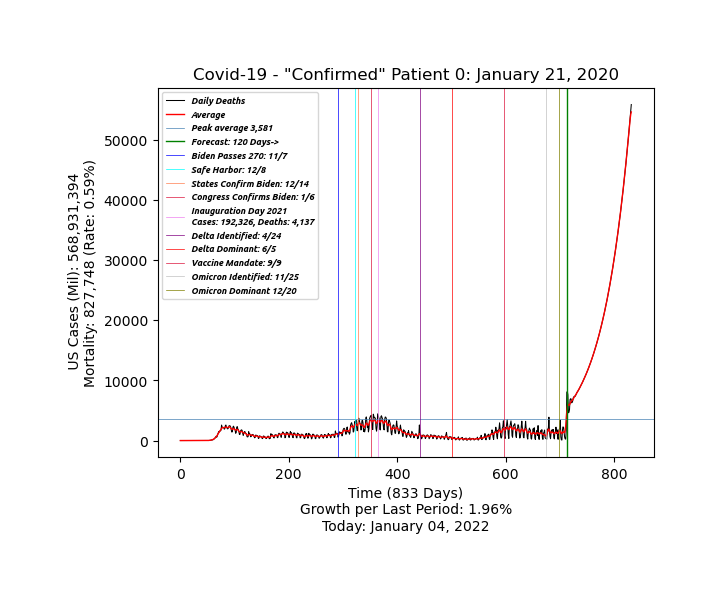 Covid-19 - "Confirmed" Patient 0: January 21, 2020
Daily Deaths
Average
Peak average 3,581
Forecast: 120 Days->
Biden Passes 270: 11/7
Safe Harbor: 12/8
States Confirm Biden: 12/14
Congress Confirms Biden: 1/6
Inauguration Day 2021
Cases: 192,326, Deaths: 4,137
Delta Identified: 4/24
Delta Dominant: 6/5
Vaccine Mandate: 9/9
Omicron Identified: 11/25
Omicron Dominant 12/20
US Cases (Mil): 568,931,394
Mortality: 827,748 (Rate: 0.59%)
50000
40000
30000
20000
10000
0
0 200 400 600 800
Time (833 Days)
Growth per Last Period: 1.96%
Today: January 04, 2022